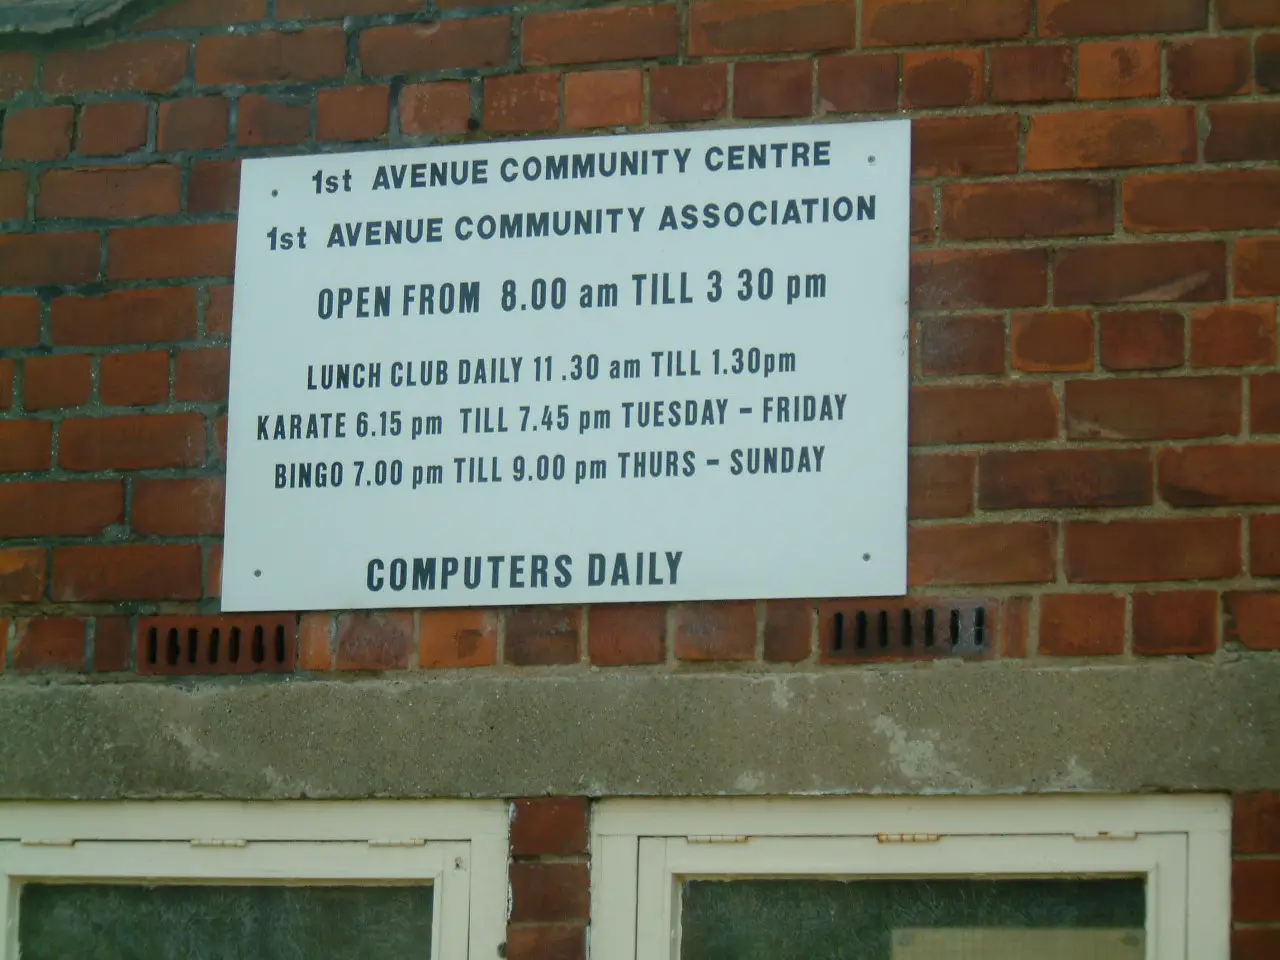 1st AVENUE COMMUNITY CENTRE
1st AVENUE COMMUNITY ASSOCIATION
OPEN FROM 8.00 am TILL 3 30 pm
LUNCH CLUB DAILY 11 .30 am TILL 1.30pm
KARATE 6.15 pm TILL 7.45 pm TUESDAY - FRIDAY
BINGO 7.00 pm TILL 9.00 pm THURS - SUNDAY
COMPUTERS DAILY